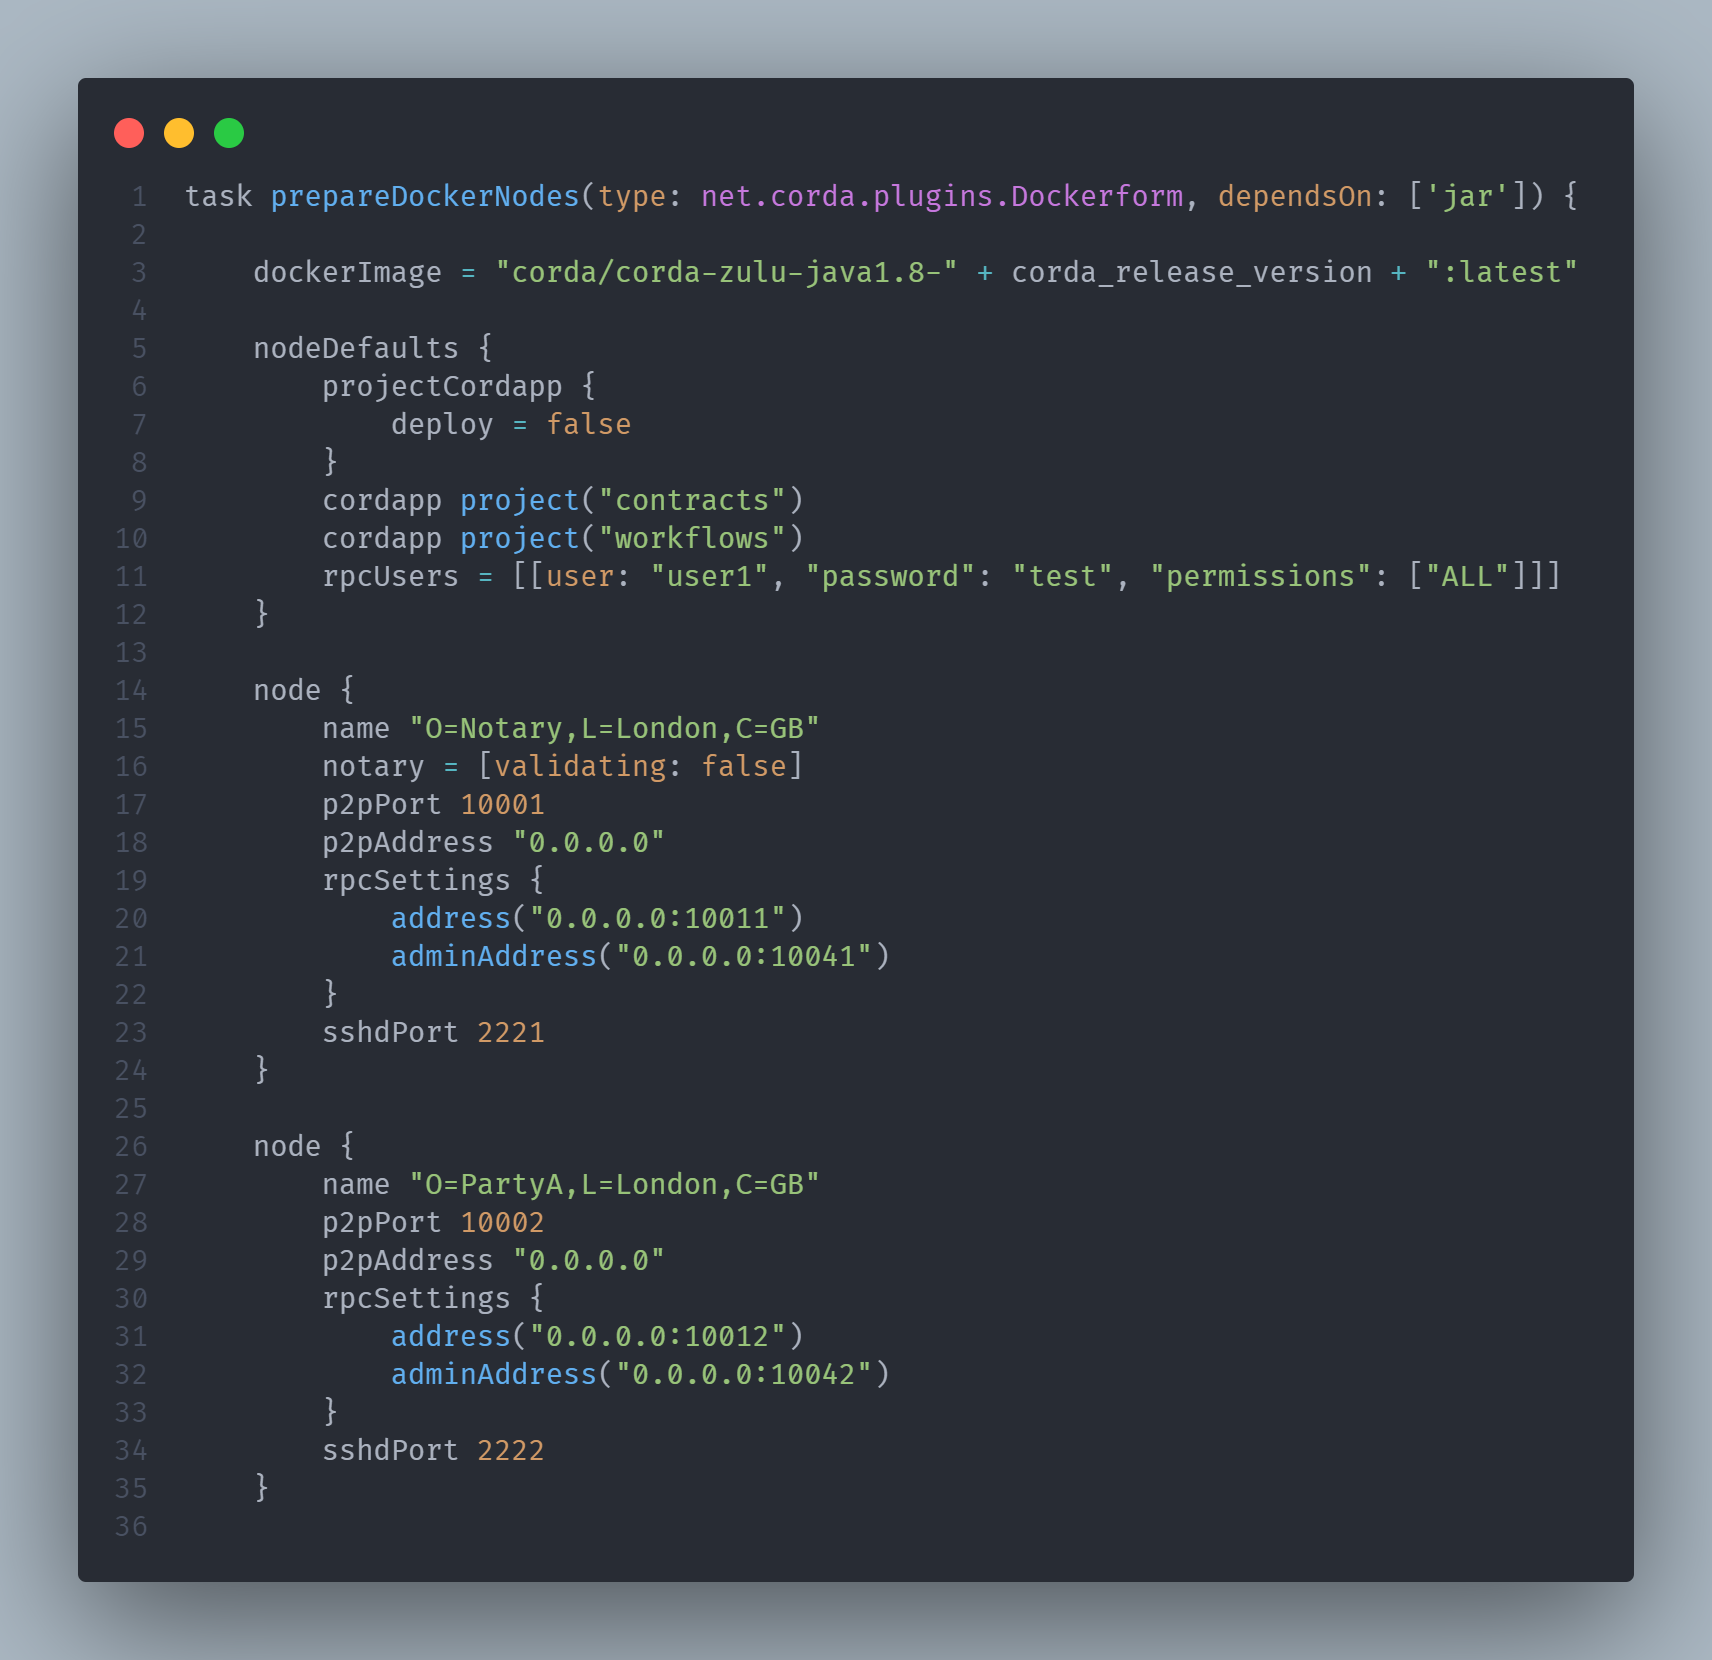 1 task prepareDockerNodes(type: net.corda.plugins.Dockerform, dependsOn: ['jar']) {
2
3     dockerImage = "corda/corda-zulu-java1.8-" + corda_release_version + ":latest"
4
5     nodeDefaults {
6         projectCordapp {
7             deploy = false
8         }
9         cordapp project("contracts")
10         cordapp project("workflows")
11         rpcUsers = [[user: "user1", "password": "test", "permissions": ["ALL"]]]
12     }
13
14     node {
15         name "O=Notary,L=London,C=GB"
16         notary = [validating: false]
17         p2pPort 10001
18         p2pAddress "0.0.0.0"
19         rpcSettings {
20             address("0.0.0.0:10011")
21             adminAddress("0.0.0.0:10041")
22         }
23         sshdPort 2221
24     }
25
26     node {
27         name "O=PartyA,L=London,C=GB"
28         p2pPort 10002
29         p2pAddress "0.0.0.0"
30         rpcSettings {
31             address("0.0.0.0:10012")
32             adminAddress("0.0.0.0:10042")
33         }
34         sshdPort 2222
35     }
36